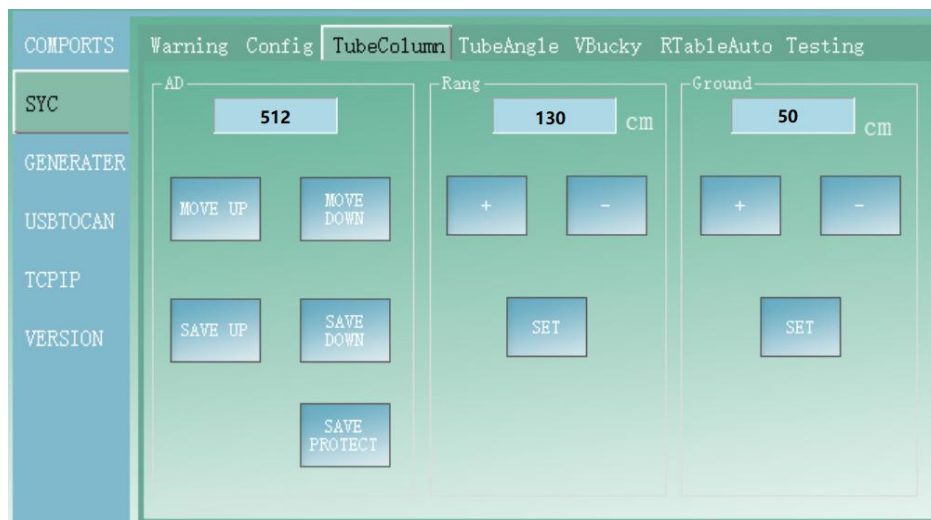 COMPORTS
SYC
GENERATER
USBTOCAN
TCPIP
VERSION
Warning Config TubeColumn TubeAngle VBucky RTableAuto Testing
AD
512
MOVE UP
MOVE
DOWN
SAVE UP
SAVE
DOWN
SAVE
PROTECT
Rang
130 cm
+ -
SET
Ground
50 cm
+ -
SET